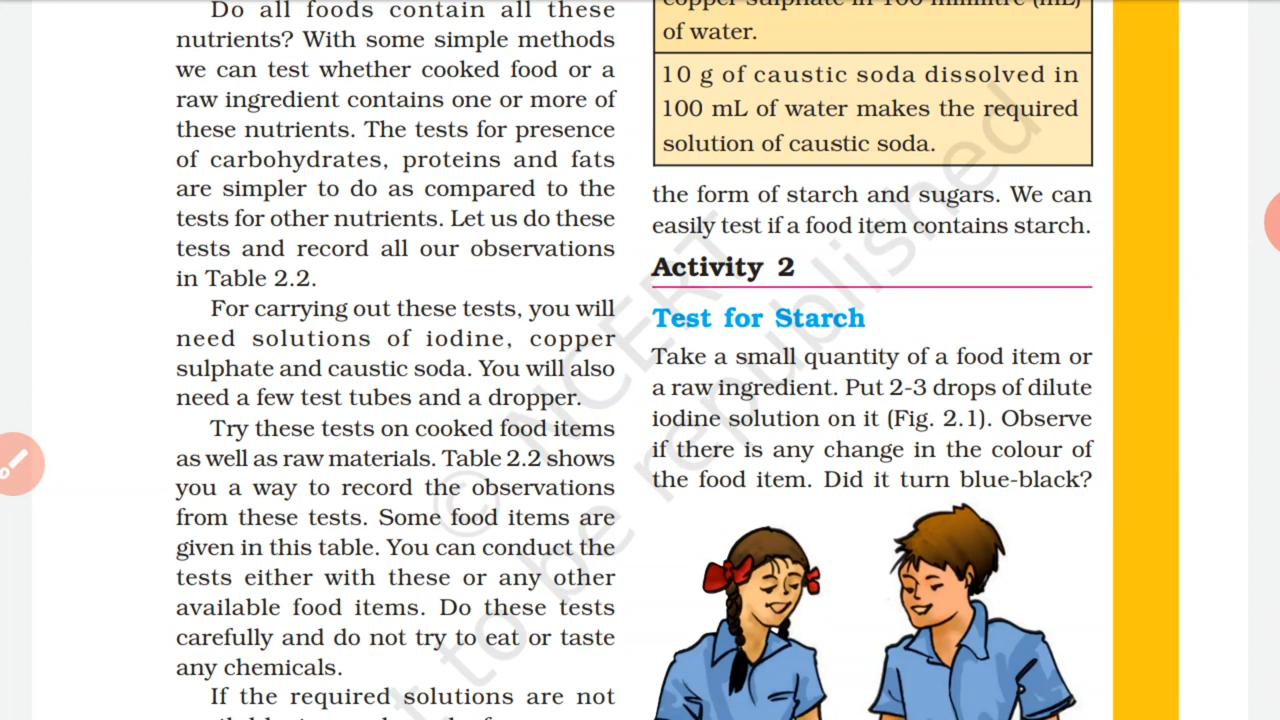 Do all foods contain all these
nutrients? With some simple methods
we can test whether cooked food or a
raw ingredient contains one or more of
these nutrients. The tests for presence
of carbohydrates, proteins and fats
are simpler to do as compared to the
tests for other nutrients. Let us do these
tests and record all our observations
in Table 2.2.
For carrying out these tests, you will
need solutions of iodine, copper
sulphate and caustic soda. You will also
need a few test tubes and a dropper.
Try these tests on cooked food items
as well as raw materials. Table 2.2 shows
you a way to record the observations
from these tests. Some food items are
given in this table. You can conduct the
tests either with these or any other
available food items. Do these tests
carefully and do not try to eat or taste
any chemicals.
If the required solutions are not
copper sulphate in 100 millilitre (mL)
of water.
10 g of caustic soda dissolved in
100 mL of water makes the required
solution of caustic soda.
the form of starch and sugars. We can
easily test if a food item contains starch.
Activity 2
Test for Starch
Take a small quantity of a food item or
a raw ingredient. Put 2-3 drops of dilute
iodine solution on it (Fig. 2.1). Observe
if there is any change in the colour of
the food item. Did it turn blue-black?
© NCERT
to be republished